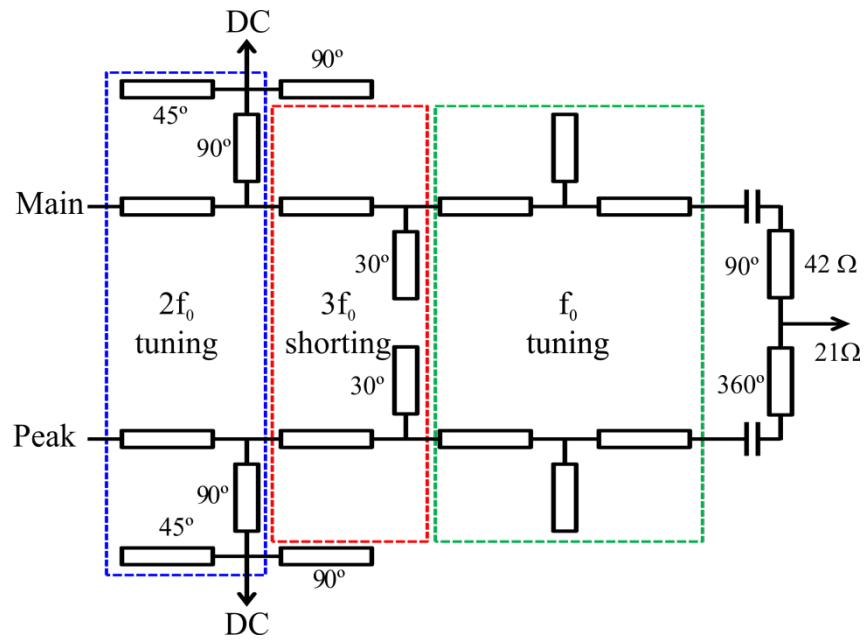 DC
90º
45º
90º
Main
30º
90º
42 Ω
2f₀
tuning
3f₀
shorting
f₀
tuning
21Ω
30º
360º
Peak
90º
45º
90º
DC